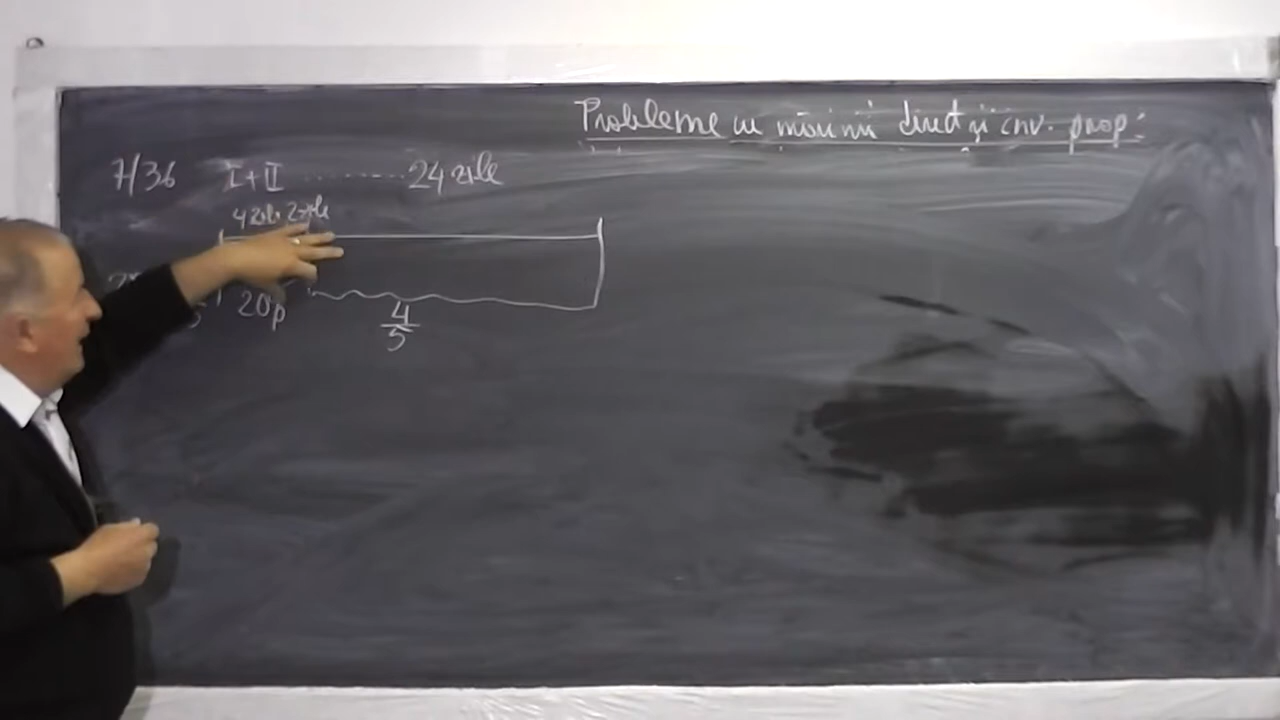 Probleme cu mărimi direct și inv. prop:
7/36 I+II ........ 24 zile
4 zile 2 zile
20p
4/5